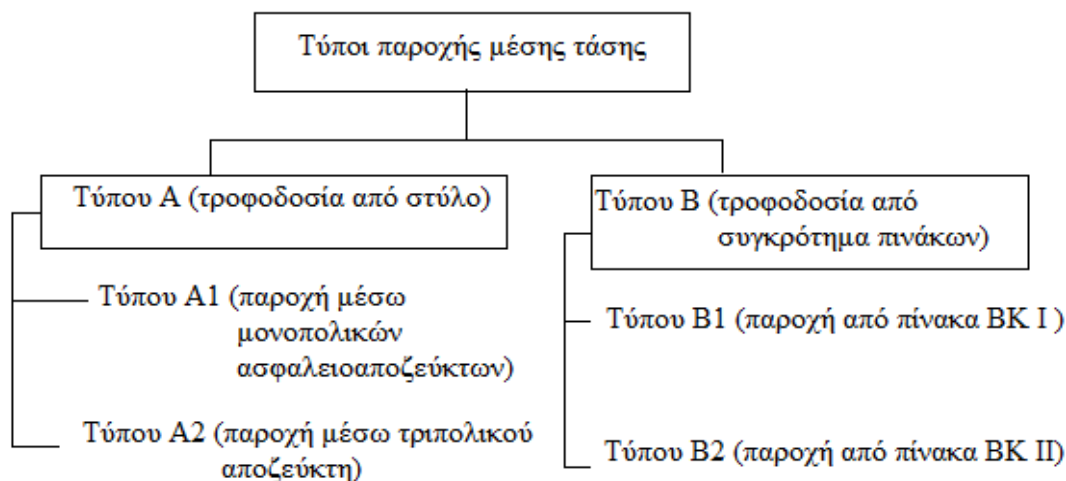 Τύποι παροχής μέσης τάσης
Τύπου Α (τροφοδοσία από στύλο)
Τύπου Α1 (παροχή μέσω
μονοπολικών
ασφαλειοαποζεύκτων)
Τύπου Α2 (παροχή μέσω τριπολικού
αποζεύκτη)
Τύπου Β (τροφοδοσία από
συγκρότημα πινάκων)
Τύπου Β1 (παροχή από πίνακα ΒΚ Ι )
Τύπου Β2 (παροχή από πίνακα ΒΚ ΙΙ)